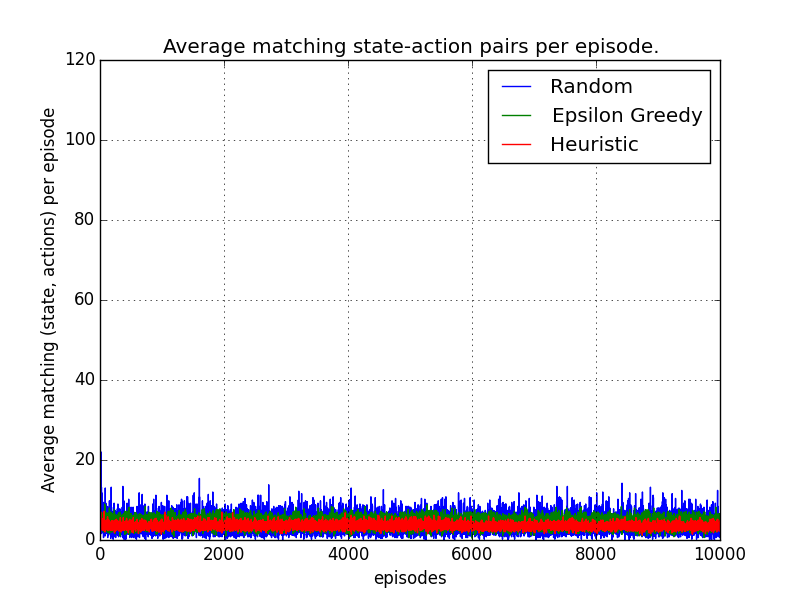 Average matching state-action pairs per episode.
Average matching (state, actions) per episode
120
100
80
60
40
20
0
Random
Epsilon Greedy
Heuristic
0 2000 4000 6000 8000 10000
episodes